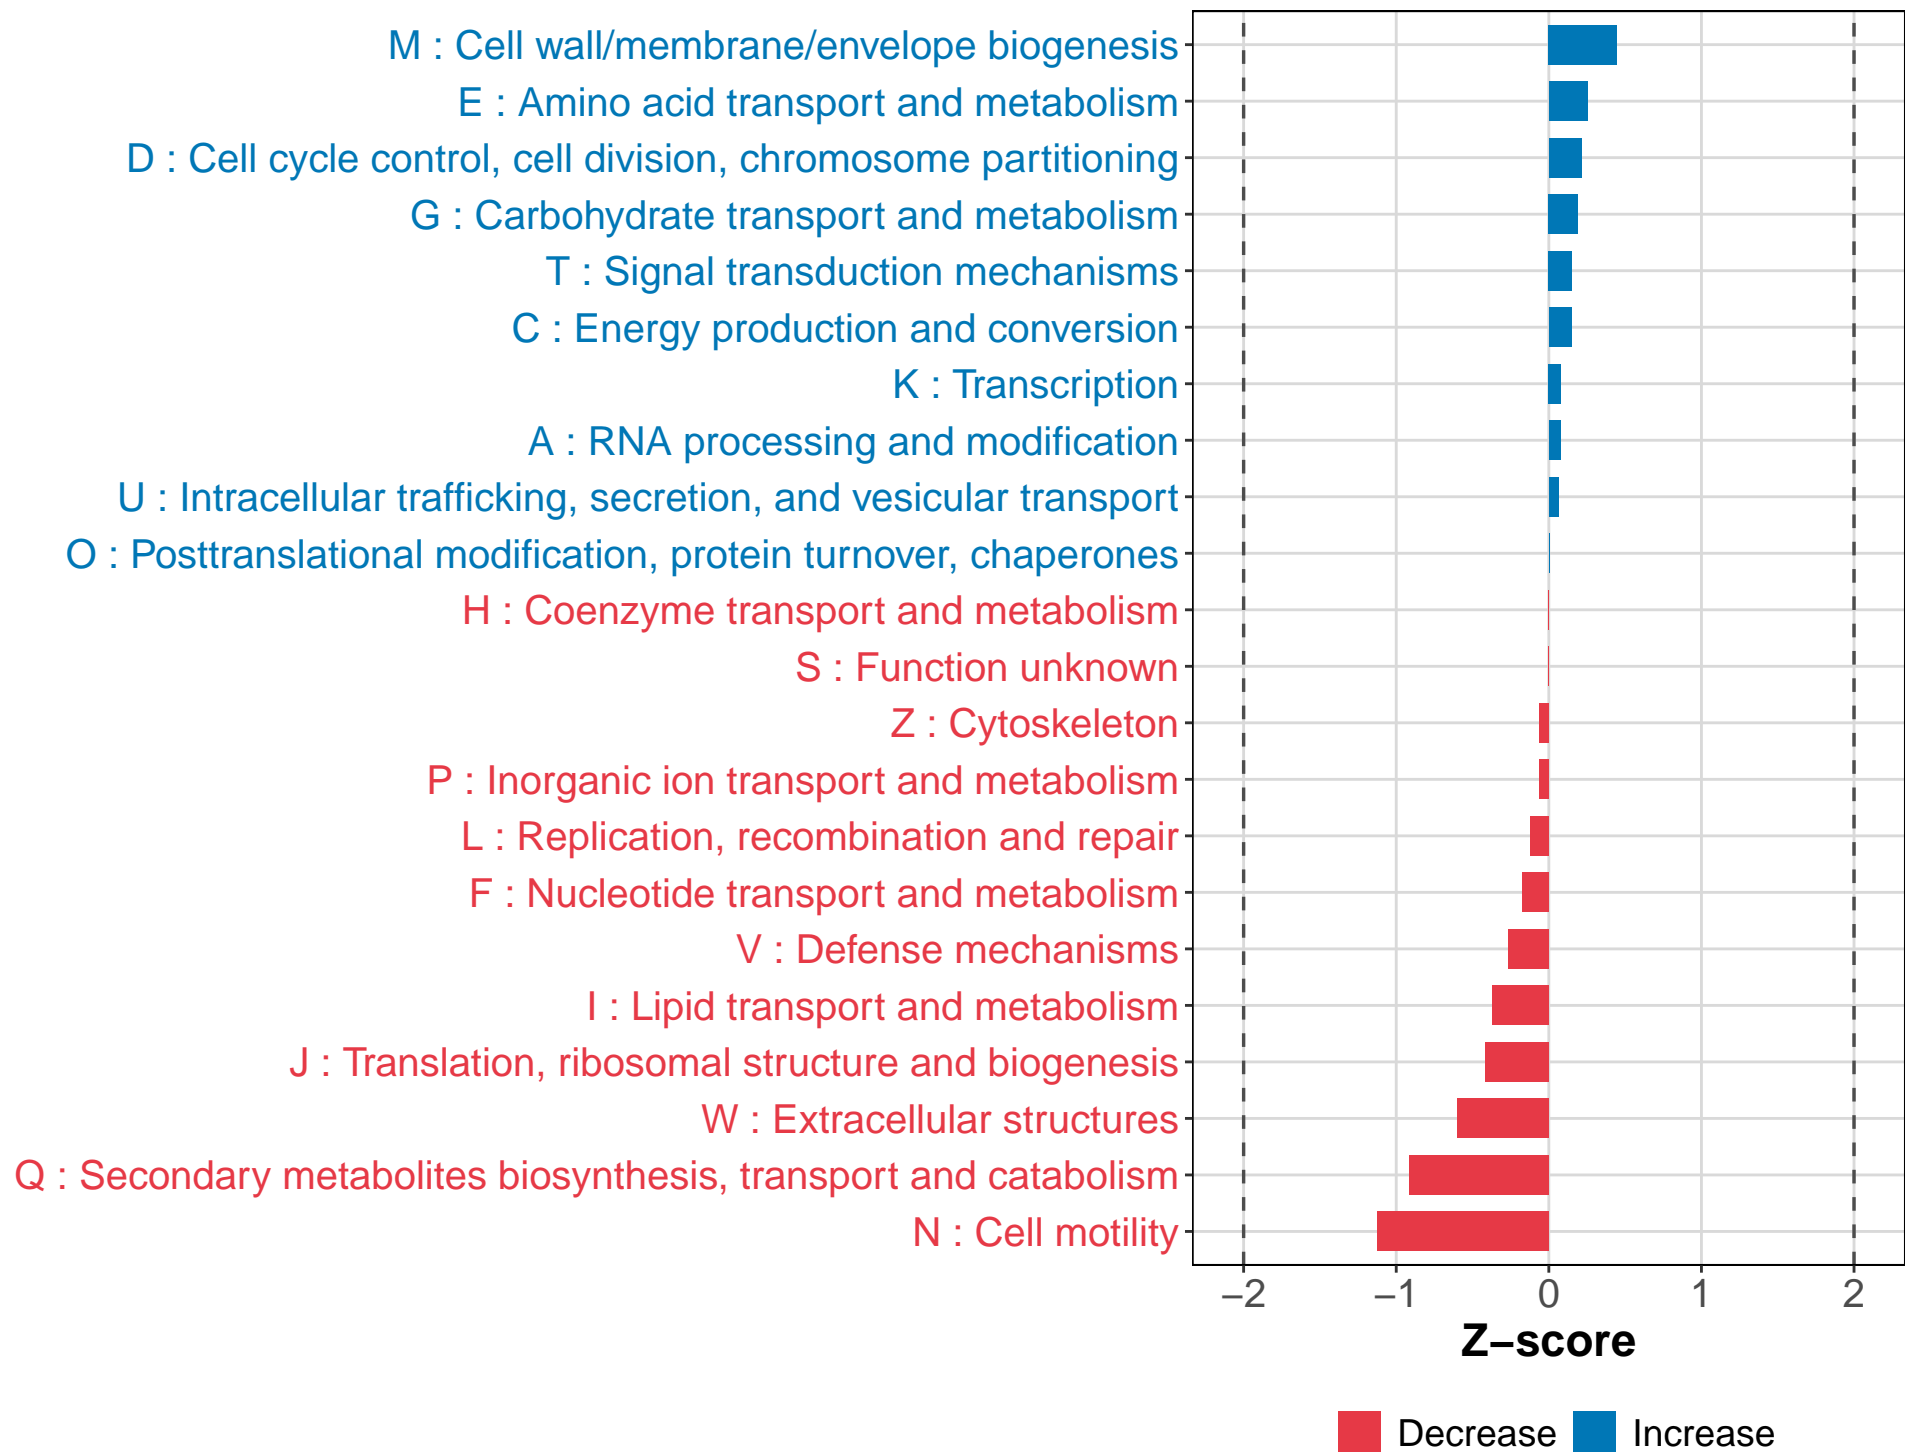 M : Cell wall/membrane/envelope biogenesis
E : Amino acid transport and metabolism
D : Cell cycle control, cell division, chromosome partitioning
G : Carbohydrate transport and metabolism
T : Signal transduction mechanisms
C : Energy production and conversion
K : Transcription
A : RNA processing and modification
U : Intracellular trafficking, secretion, and vesicular transport
O : Posttranslational modification, protein turnover, chaperones
H : Coenzyme transport and metabolism
S : Function unknown
Z : Cytoskeleton
P : Inorganic ion transport and metabolism
L : Replication, recombination and repair
F : Nucleotide transport and metabolism
V : Defense mechanisms
I : Lipid transport and metabolism
J : Translation, ribosomal structure and biogenesis
W : Extracellular structures
Q : Secondary metabolites biosynthesis, transport and catabolism
N : Cell motility
−2 −1 0 1 2
Z−score
Decrease Increase